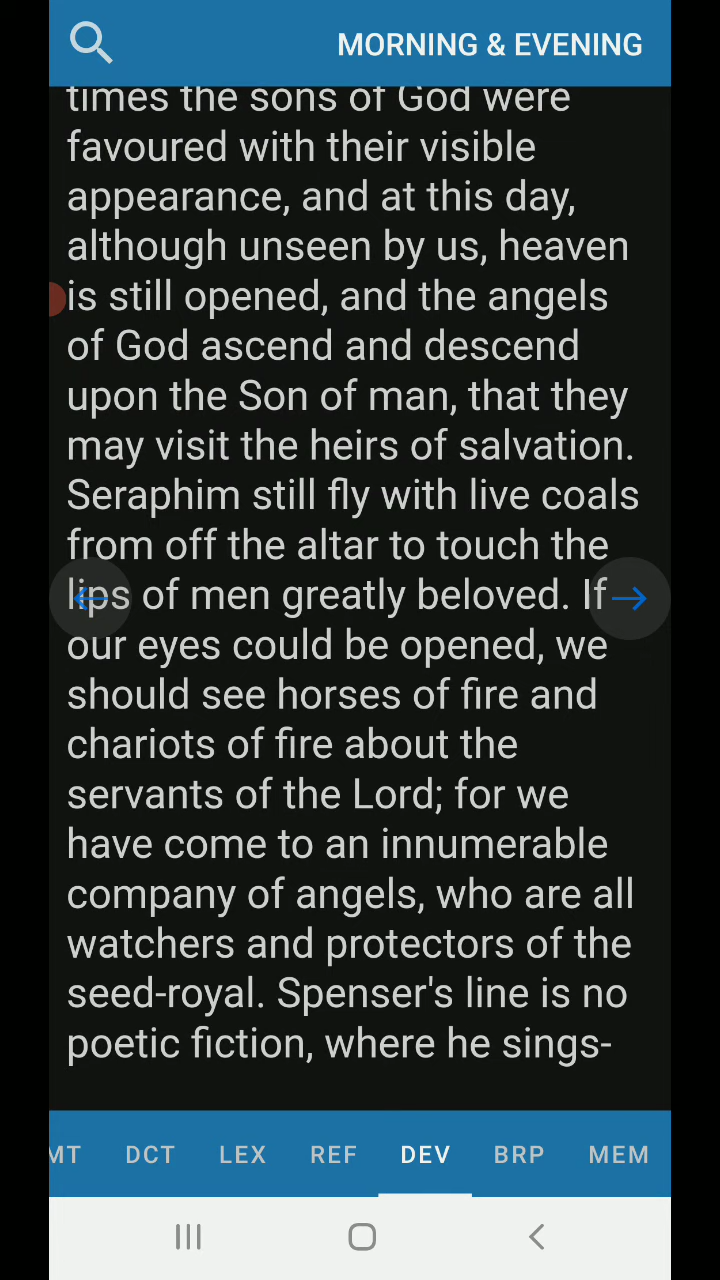 MORNING & EVENING
times the sons of God were
favoured with their visible
appearance, and at this day,
although unseen by us, heaven
is still opened, and the angels
of God ascend and descend
upon the Son of man, that they
may visit the heirs of salvation.
Seraphim still fly with live coals
from off the altar to touch the
lips of men greatly beloved. If
our eyes could be opened, we
should see horses of fire and
chariots of fire about the
servants of the Lord; for we
have come to an innumerable
company of angels, who are all
watchers and protectors of the
seed-royal. Spenser's line is no
poetic fiction, where he sings-
MT DCT LEX REF DEV BRP MEM